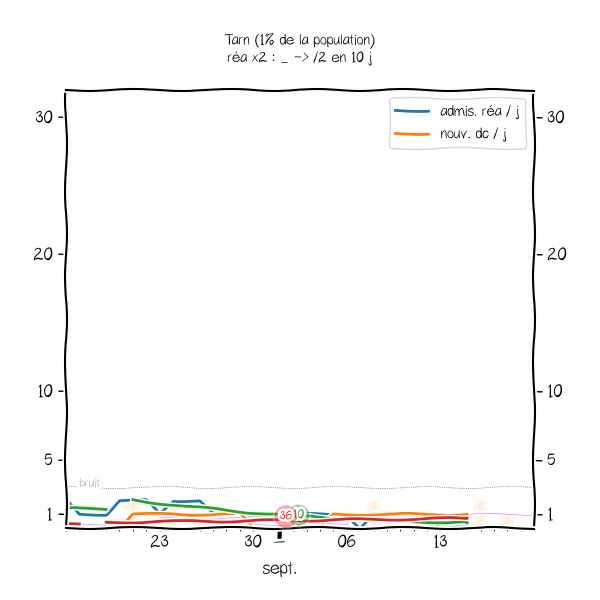 Tarn (1% de la population)
réa x2 : _ -> /2 en 10 j
admis. réa / j
nouv. dc / j
30 30
20 20
10 10
5 5
bruit
1 36 10 1
23 30 06 13
sept.